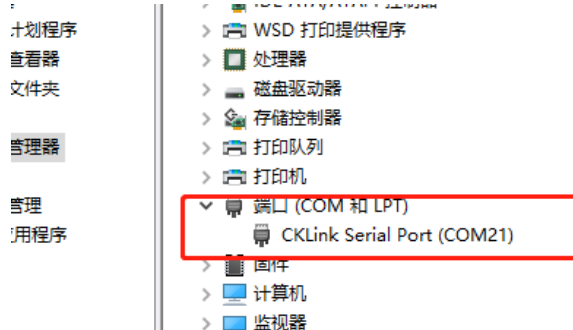 计划程序
查看器
文件夹
管理器
管理
用程序
WSD 打印提供程序
处理器
磁盘驱动器
存储控制器
打印队列
打印机
端口 (COM 和 LPT)
CKLink Serial Port (COM21)
固件
计算机
监视器